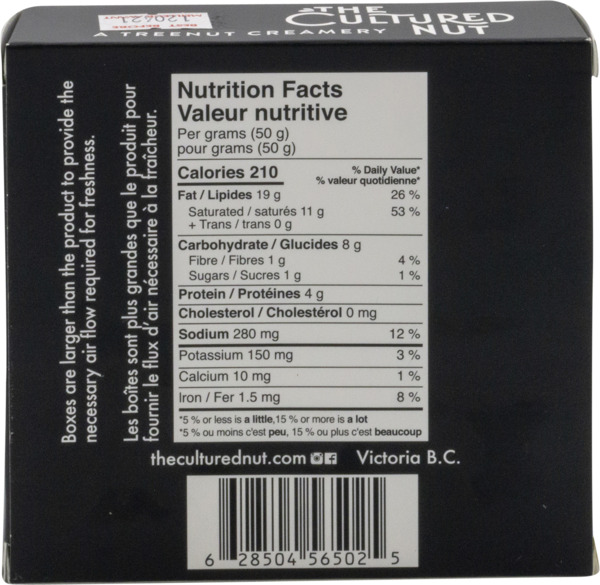 THE
CULTURED
NUT
A TREENUT CREAMERY
BEST BEFORE
Boxes are larger than the product to provide the
necessary air flow required for freshness.
Les boîtes sont plus grandes que le produit pour
fournir le flux d'air nécessaire à la fraîcheur.
Nutrition Facts
Valeur nutritive
Per grams (50 g)
pour grams (50 g)
Calories 210
% Daily Value*
% valeur quotidienne*
Fat / Lipides 19 g 26 %
Saturated / saturés 11 g 53 %
+ Trans / trans 0 g
Carbohydrate / Glucides 8 g
Fibre / Fibres 1 g 4 %
Sugars / Sucres 1 g 1 %
Protein / Protéines 4 g
Cholesterol / Cholestérol 0 mg
Sodium 280 mg 12 %
Potassium 150 mg 3 %
Calcium 10 mg 1 %
Iron / Fer 1.5 mg 8 %
*5 % or less is a little,15 % or more is a lot
*5 % ou moins c'est peu, 15 % ou plus c'est beaucoup
theculturednut.com Victoria B.C.
6 28504 56502 5